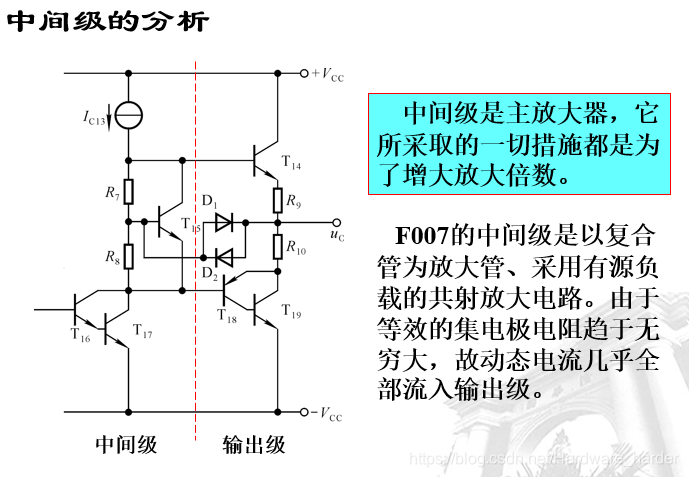 中间级的分析
+VCC
IC13
T14
R7
D1
R9
T15
uC
R8
R10
D2
T16
T17
T18
T19
−VCC
中间级
输出级
中间级是主放大器，它
所采取的一切措施都是为
了增大放大倍数。
F007的中间级是以复合
管为放大管、采用有源负
载的共射放大电路。由于
等效的集电极电阻趋于无
穷大，故动态电流几乎全
部流入输出级。
https://blog.csdn.net/Hardware_harder